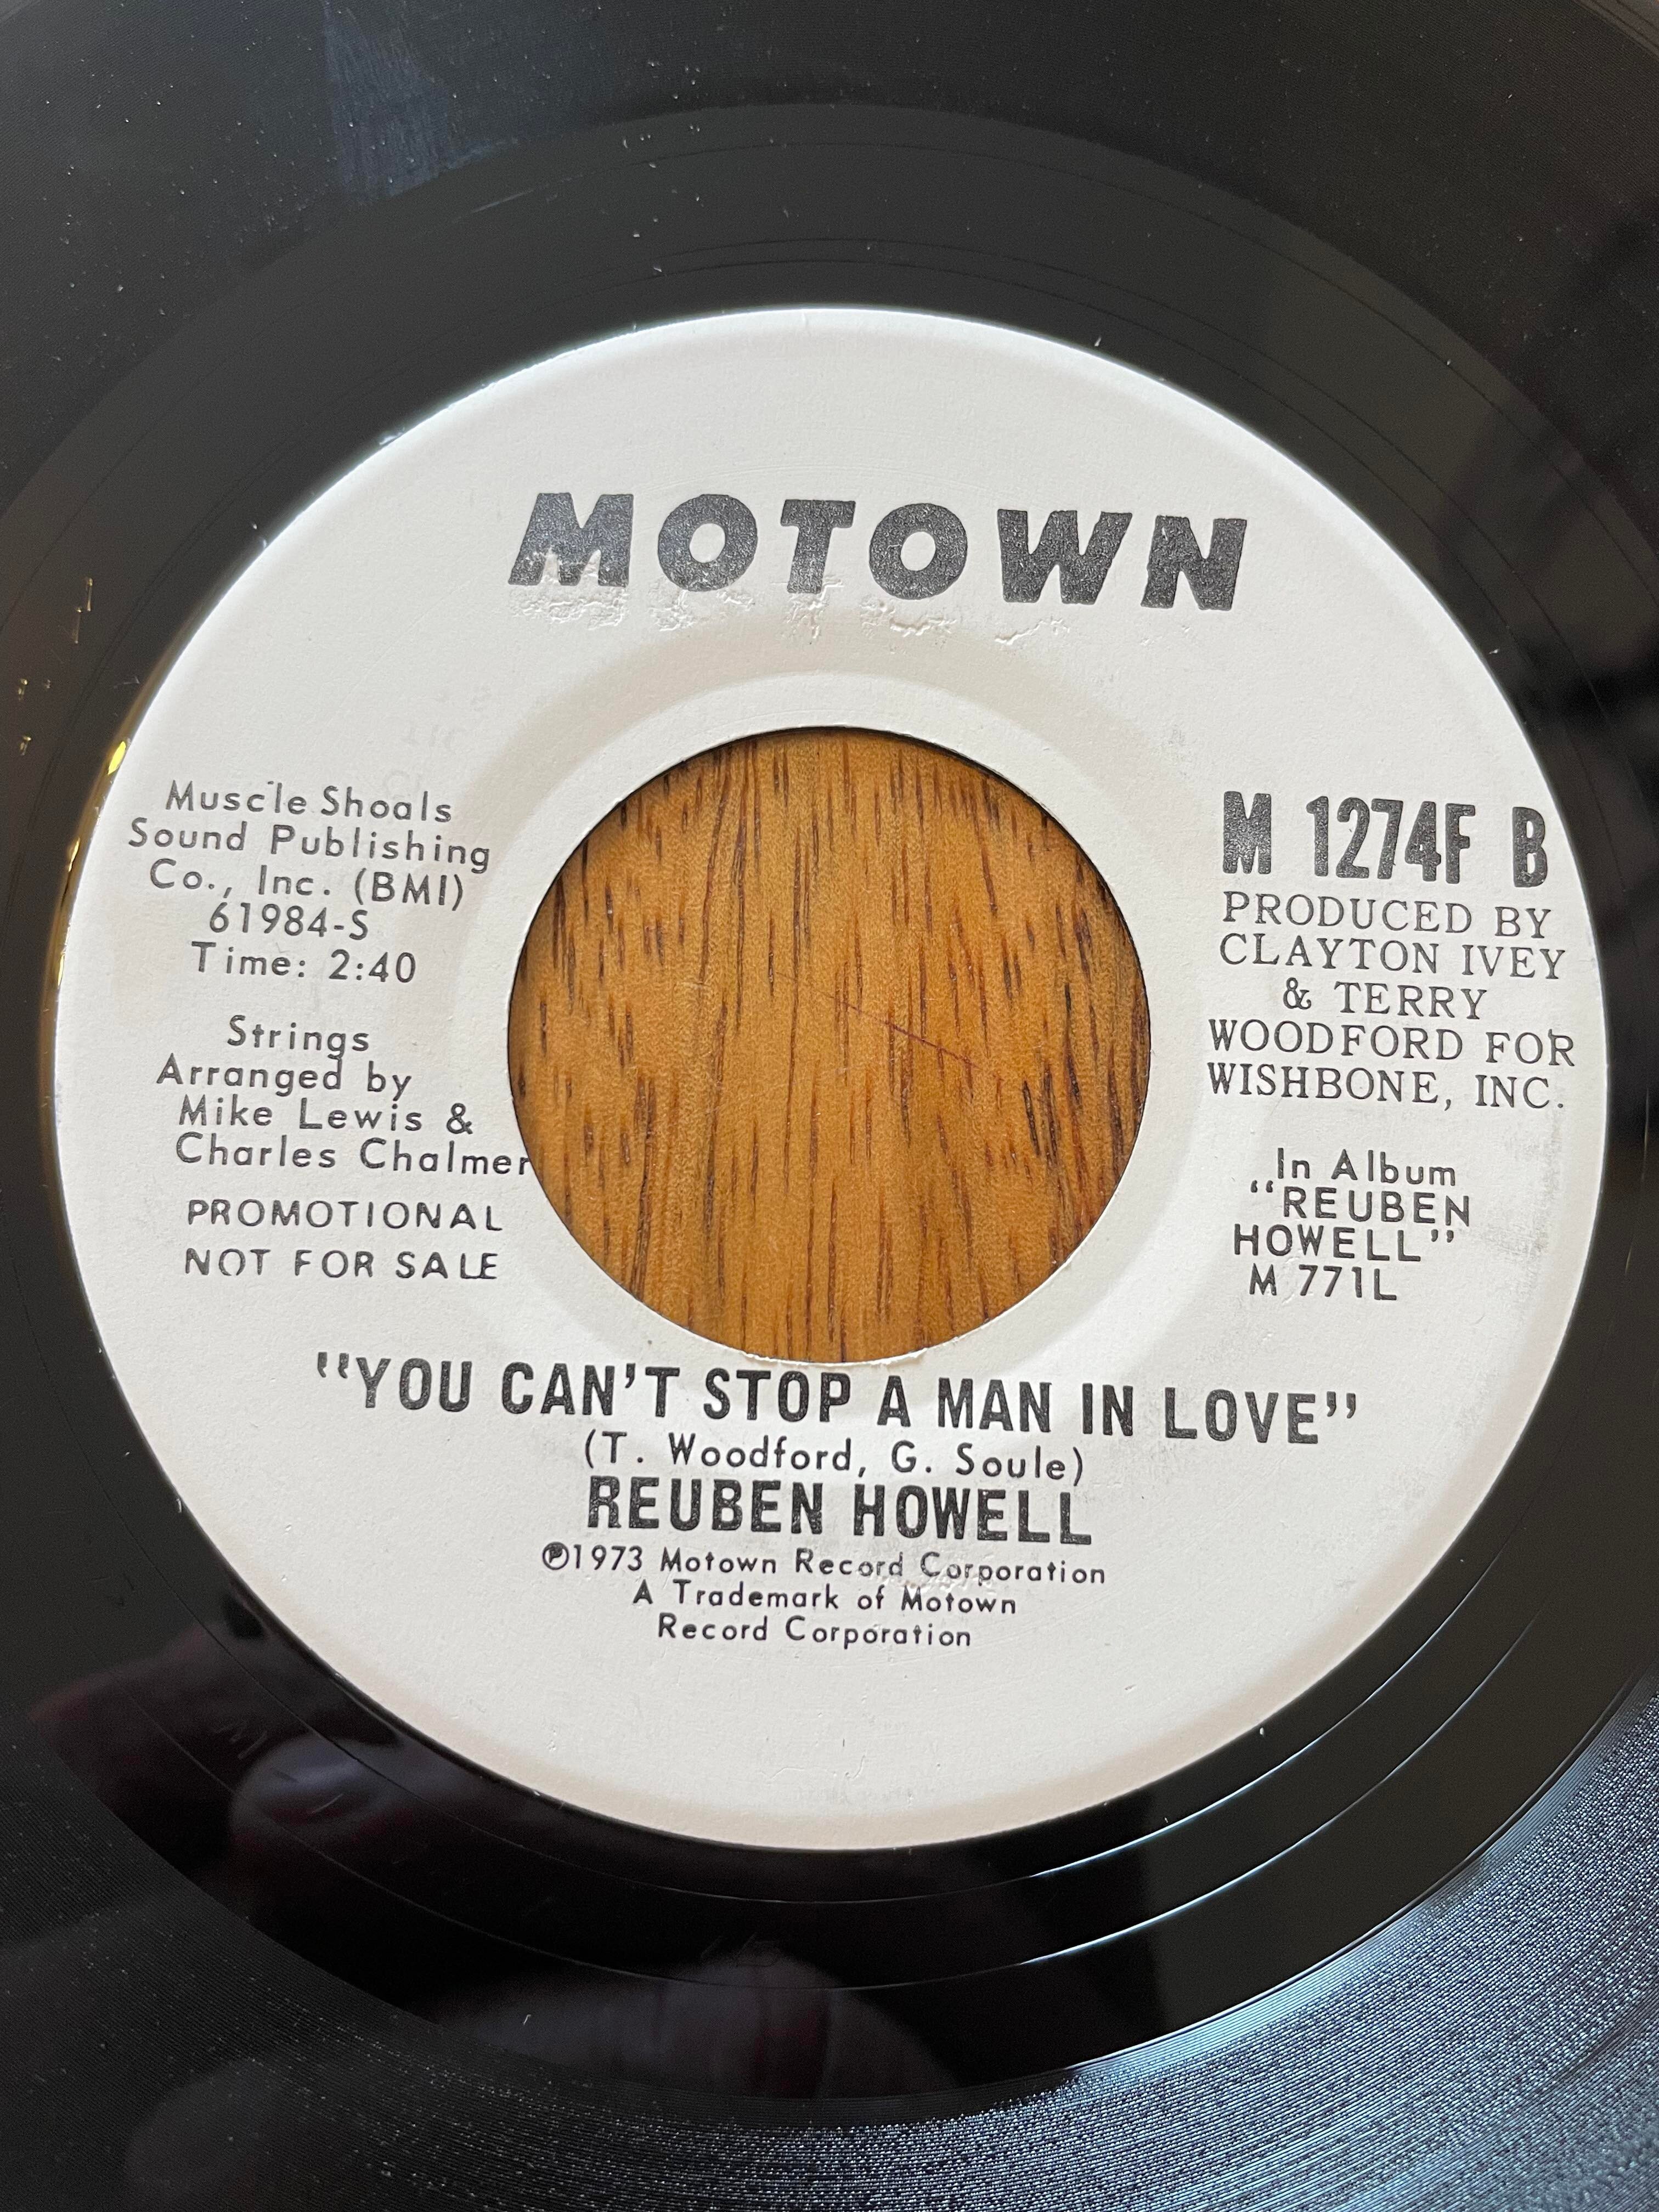 MOTOWN
Muscle Shoals
Sound Publishing
Co., Inc. (BMI)
61984-S
Time: 2:40
Strings
Arranged by
Mike Lewis &
Charles Chalmer
PROMOTIONAL
NOT FOR SALE
M 1274F B
PRODUCED BY
CLAYTON IVEY
& TERRY
WOODFORD FOR
WISHBONE, INC.
In Album
“REUBEN
HOWELL”
M 771L
"YOU CAN'T STOP A MAN IN LOVE"
(T. Woodford, G. Soule)
REUBEN HOWELL
℗1973 Motown Record Corporation
A Trademark of Motown
Record Corporation